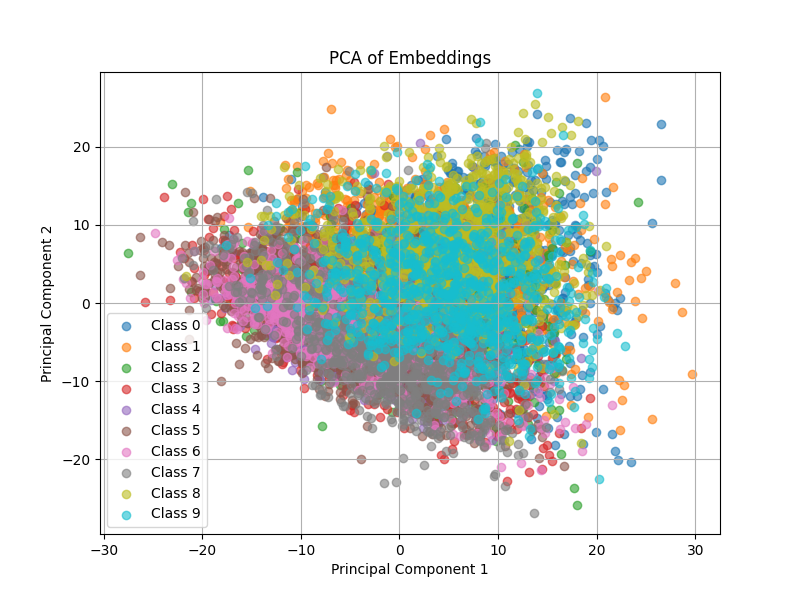 PCA of Embeddings
Principal Component 2
20
10
0
−10
−20
Class 0
Class 1
Class 2
Class 3
Class 4
Class 5
Class 6
Class 7
Class 8
Class 9
−30 −20 −10 0 10 20 30
Principal Component 1